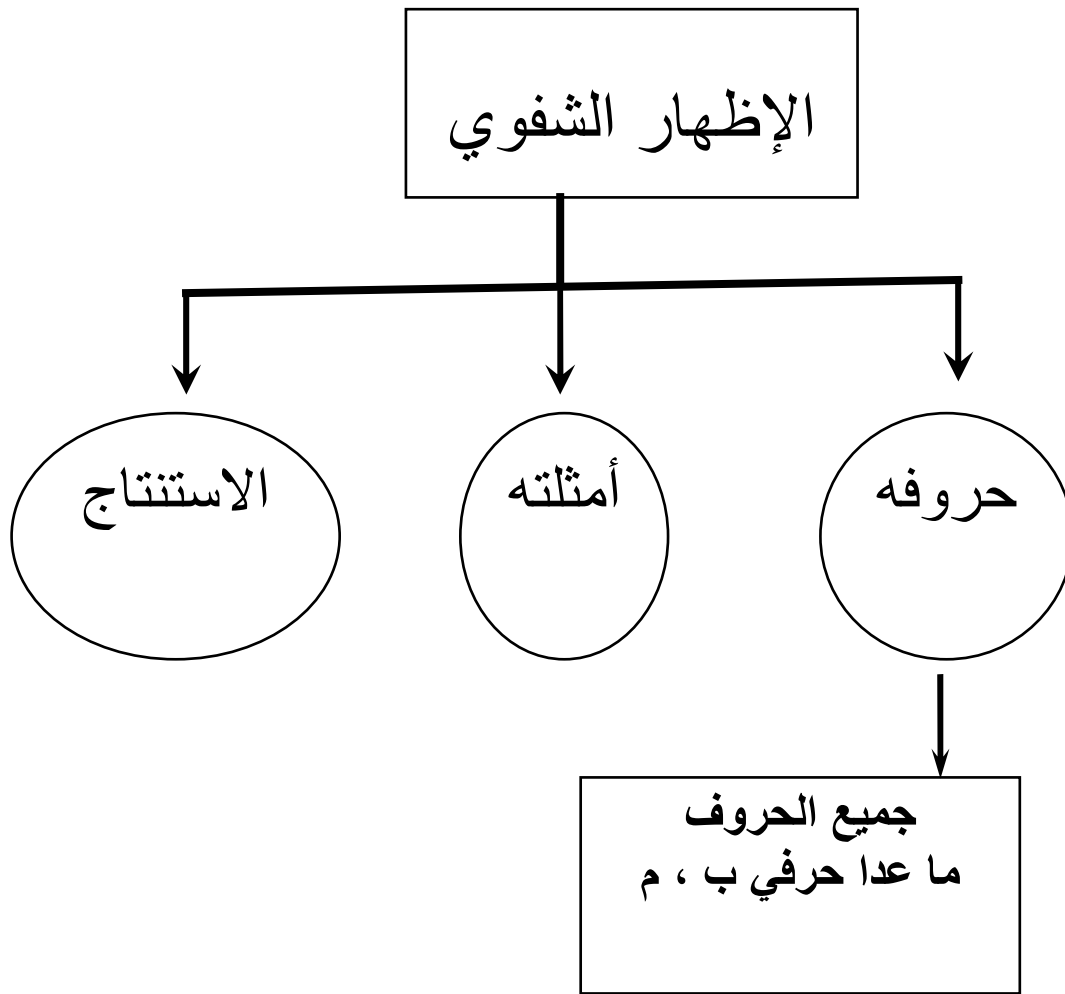 الإظهار الشفوي
حروفه
أمثلته
الاستنتاج
جميع الحروف
ما عدا حرفي ب ، م